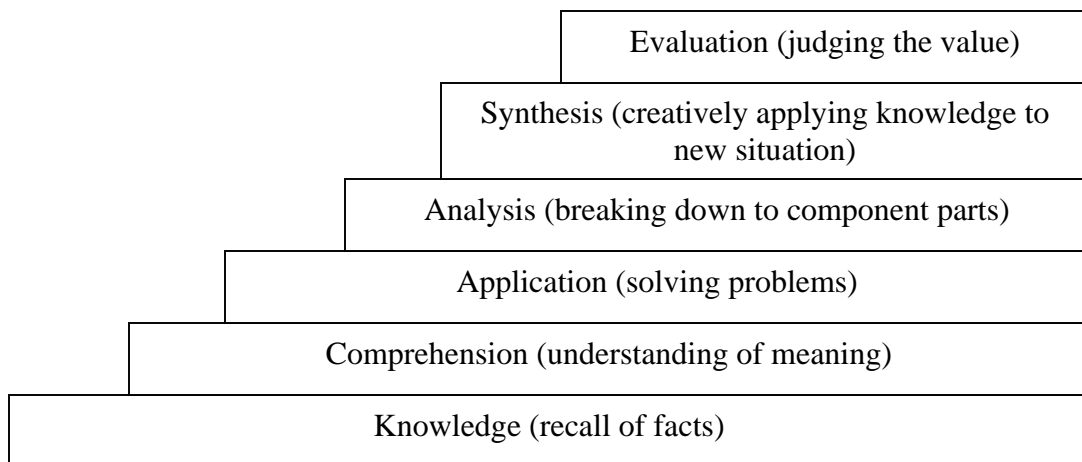 Evaluation (judging the value)
Synthesis (creatively applying knowledge to
new situation)
Analysis (breaking down to component parts)
Application (solving problems)
Comprehension (understanding of meaning)
Knowledge (recall of facts)